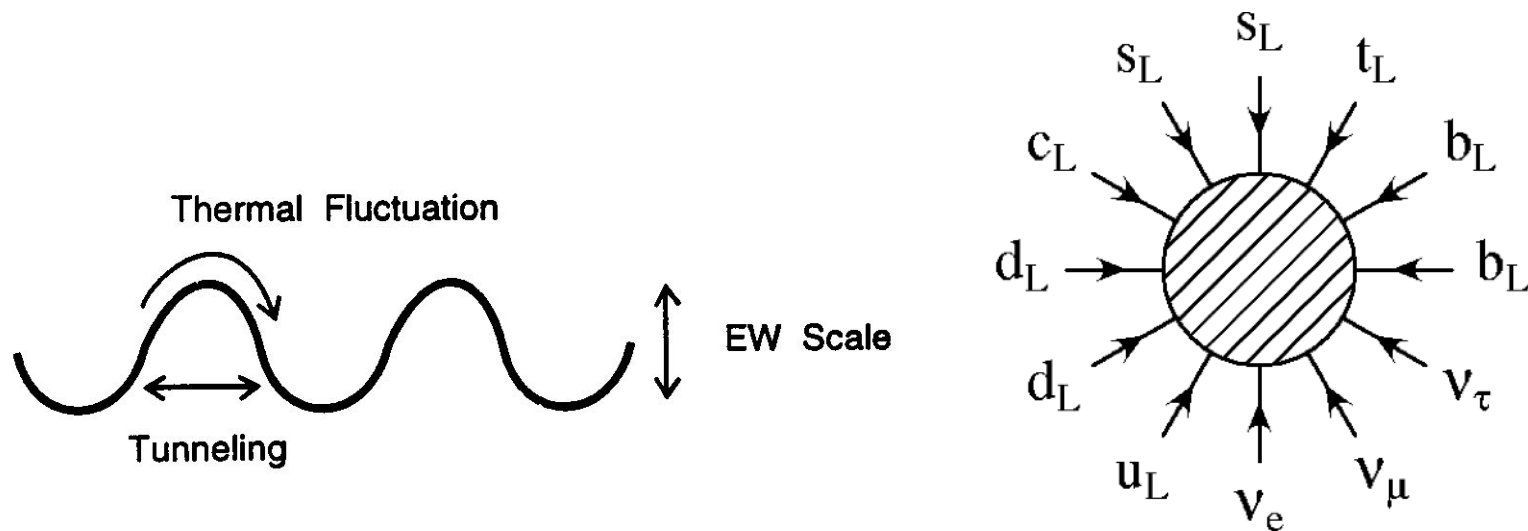 Thermal Fluctuation
EW Scale
Tunneling
s_L
s_L
t_L
c_L
b_L
d_L
b_L
d_L
ν_τ
u_L
ν_e
ν_μ